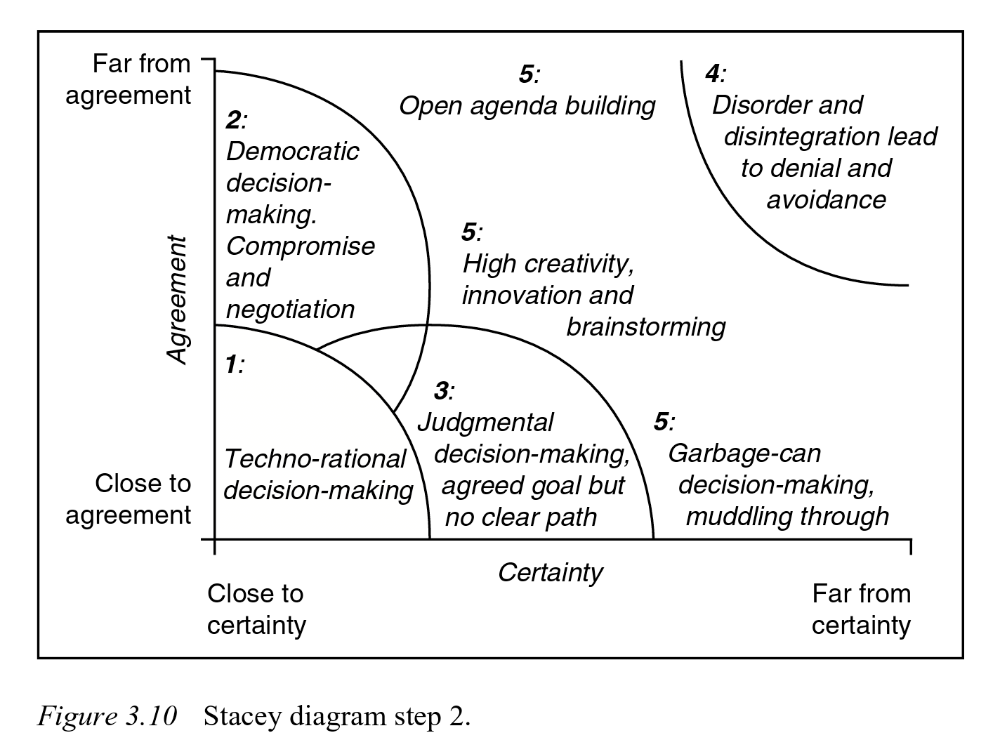 Far from
agreement
2:
Democratic
decision-
making.
Compromise
and
negotiation
5:
Open agenda building
4:
Disorder and
disintegration lead
to denial and
avoidance
5:
High creativity,
innovation and
brainstorming
Agreement
1:
Techno-rational
decision-making
3:
Judgmental
decision-making,
agreed goal but
no clear path
5:
Garbage-can
decision-making,
muddling through
Close to
agreement
Certainty
Close to
certainty
Far from
certainty
Figure 3.10 Stacey diagram step 2.